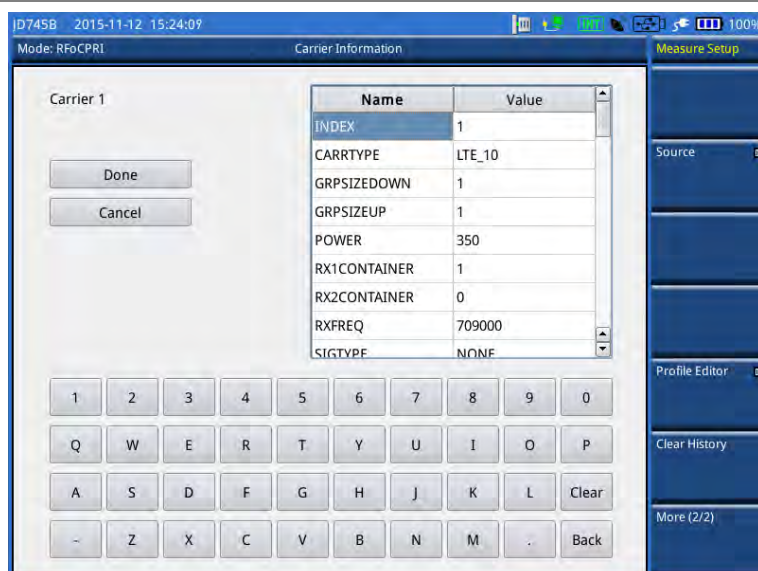 JD745B 2015-11-12 15:24:09 100%
Mode: RFoCPRI Carrier Information Measure Setup
Carrier 1
Name Value
INDEX 1
CARRTYPE LTE_10
GRPSIZEDOWN 1
GRPSIZEUP 1
POWER 350
RX1CONTAINER 1
RX2CONTAINER 0
RXFREQ 709000
SIGTYPE NONE
Done
Cancel
1 2 3 4 5 6 7 8 9 0
Q W E R T Y U I O P
A S D F G H J K L Clear
- Z X C V B N M . Back
Source
Profile Editor
Clear History
More (2/2)